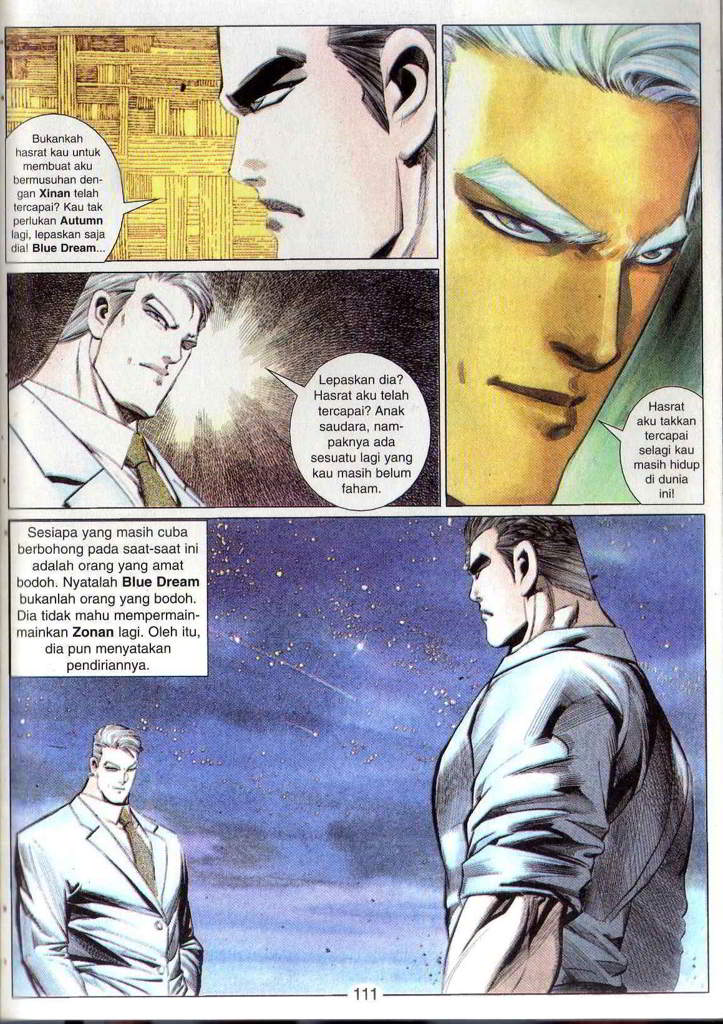 Bukankah
hasrat kau untuk
membuat aku
bermusuhan den-
gan Xinan telah
tercapai? Kau tak
perlukan Autumn
lagi, lepaskan saja
dia! Blue Dream...
Lepaskan dia?
Hasrat aku telah
tercapai? Anak
saudara, nam-
paknya ada
sesuatu lagi yang
kau masih belum
faham.
Hasrat
aku takkan
tercapai
selagi kau
masih hidup
di dunia
ini!
Sesiapa yang masih cuba
berbohong pada saat-saat ini
adalah orang yang amat
bodoh. Nyatalah Blue Dream
bukanlah orang yang bodoh.
Dia tidak mahu mempermain-
mainkan Zonan lagi. Oleh itu,
dia pun menyatakan
pendiriannya.
111